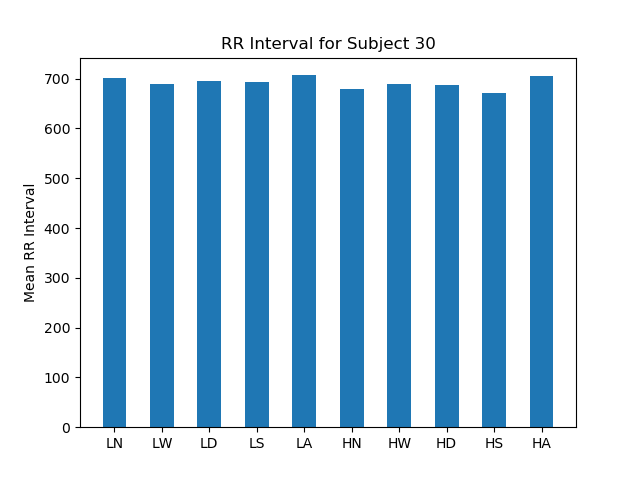 RR Interval for Subject 30
Mean RR Interval
700
600
500
400
300
200
100
0
LN LW LD LS LA HN HW HD HS HA